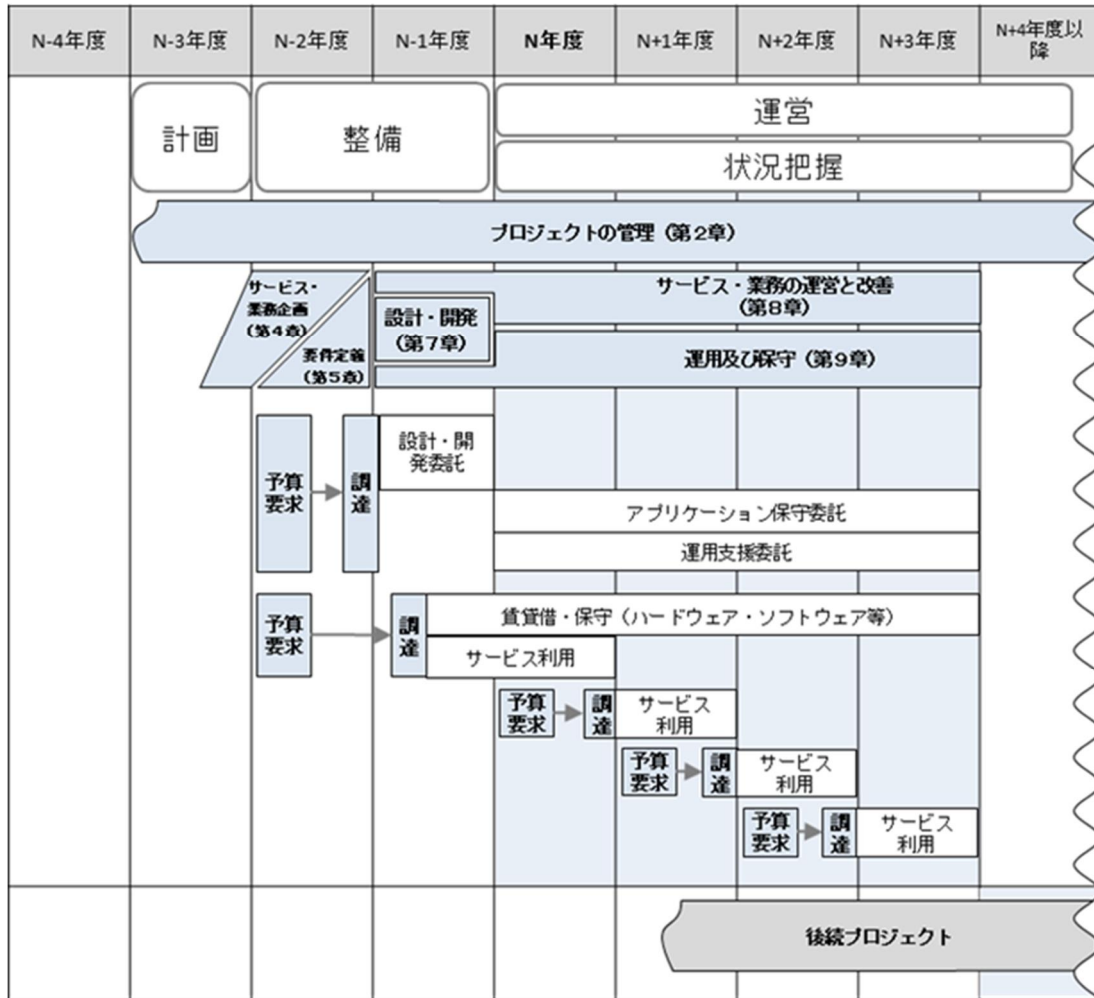 N-4年度
N-3年度
N-2年度
N-1年度
N年度
N+1年度
N+2年度
N+3年度
N+4年度以
降
計画
整備
運営
状況把握
プロジェクトの管理（第2章）
サービス・
業務企画
（第4章）
要件定義
（第5章）
設計・開発
（第7章）
サービス・業務の運営と改善
（第8章）
運用及び保守（第9章）
予算
要求
調
達
設計・開
発委託
アプリケーション保守委託
運用支援委託
予算
要求
調
達
賃貸借・保守（ハードウェア・ソフトウェア等）
サービス利用
予算
要求
調
達
サービス
利用
予算
要求
調
達
サービス
利用
予算
要求
調
達
サービス
利用
後続プロジェクト